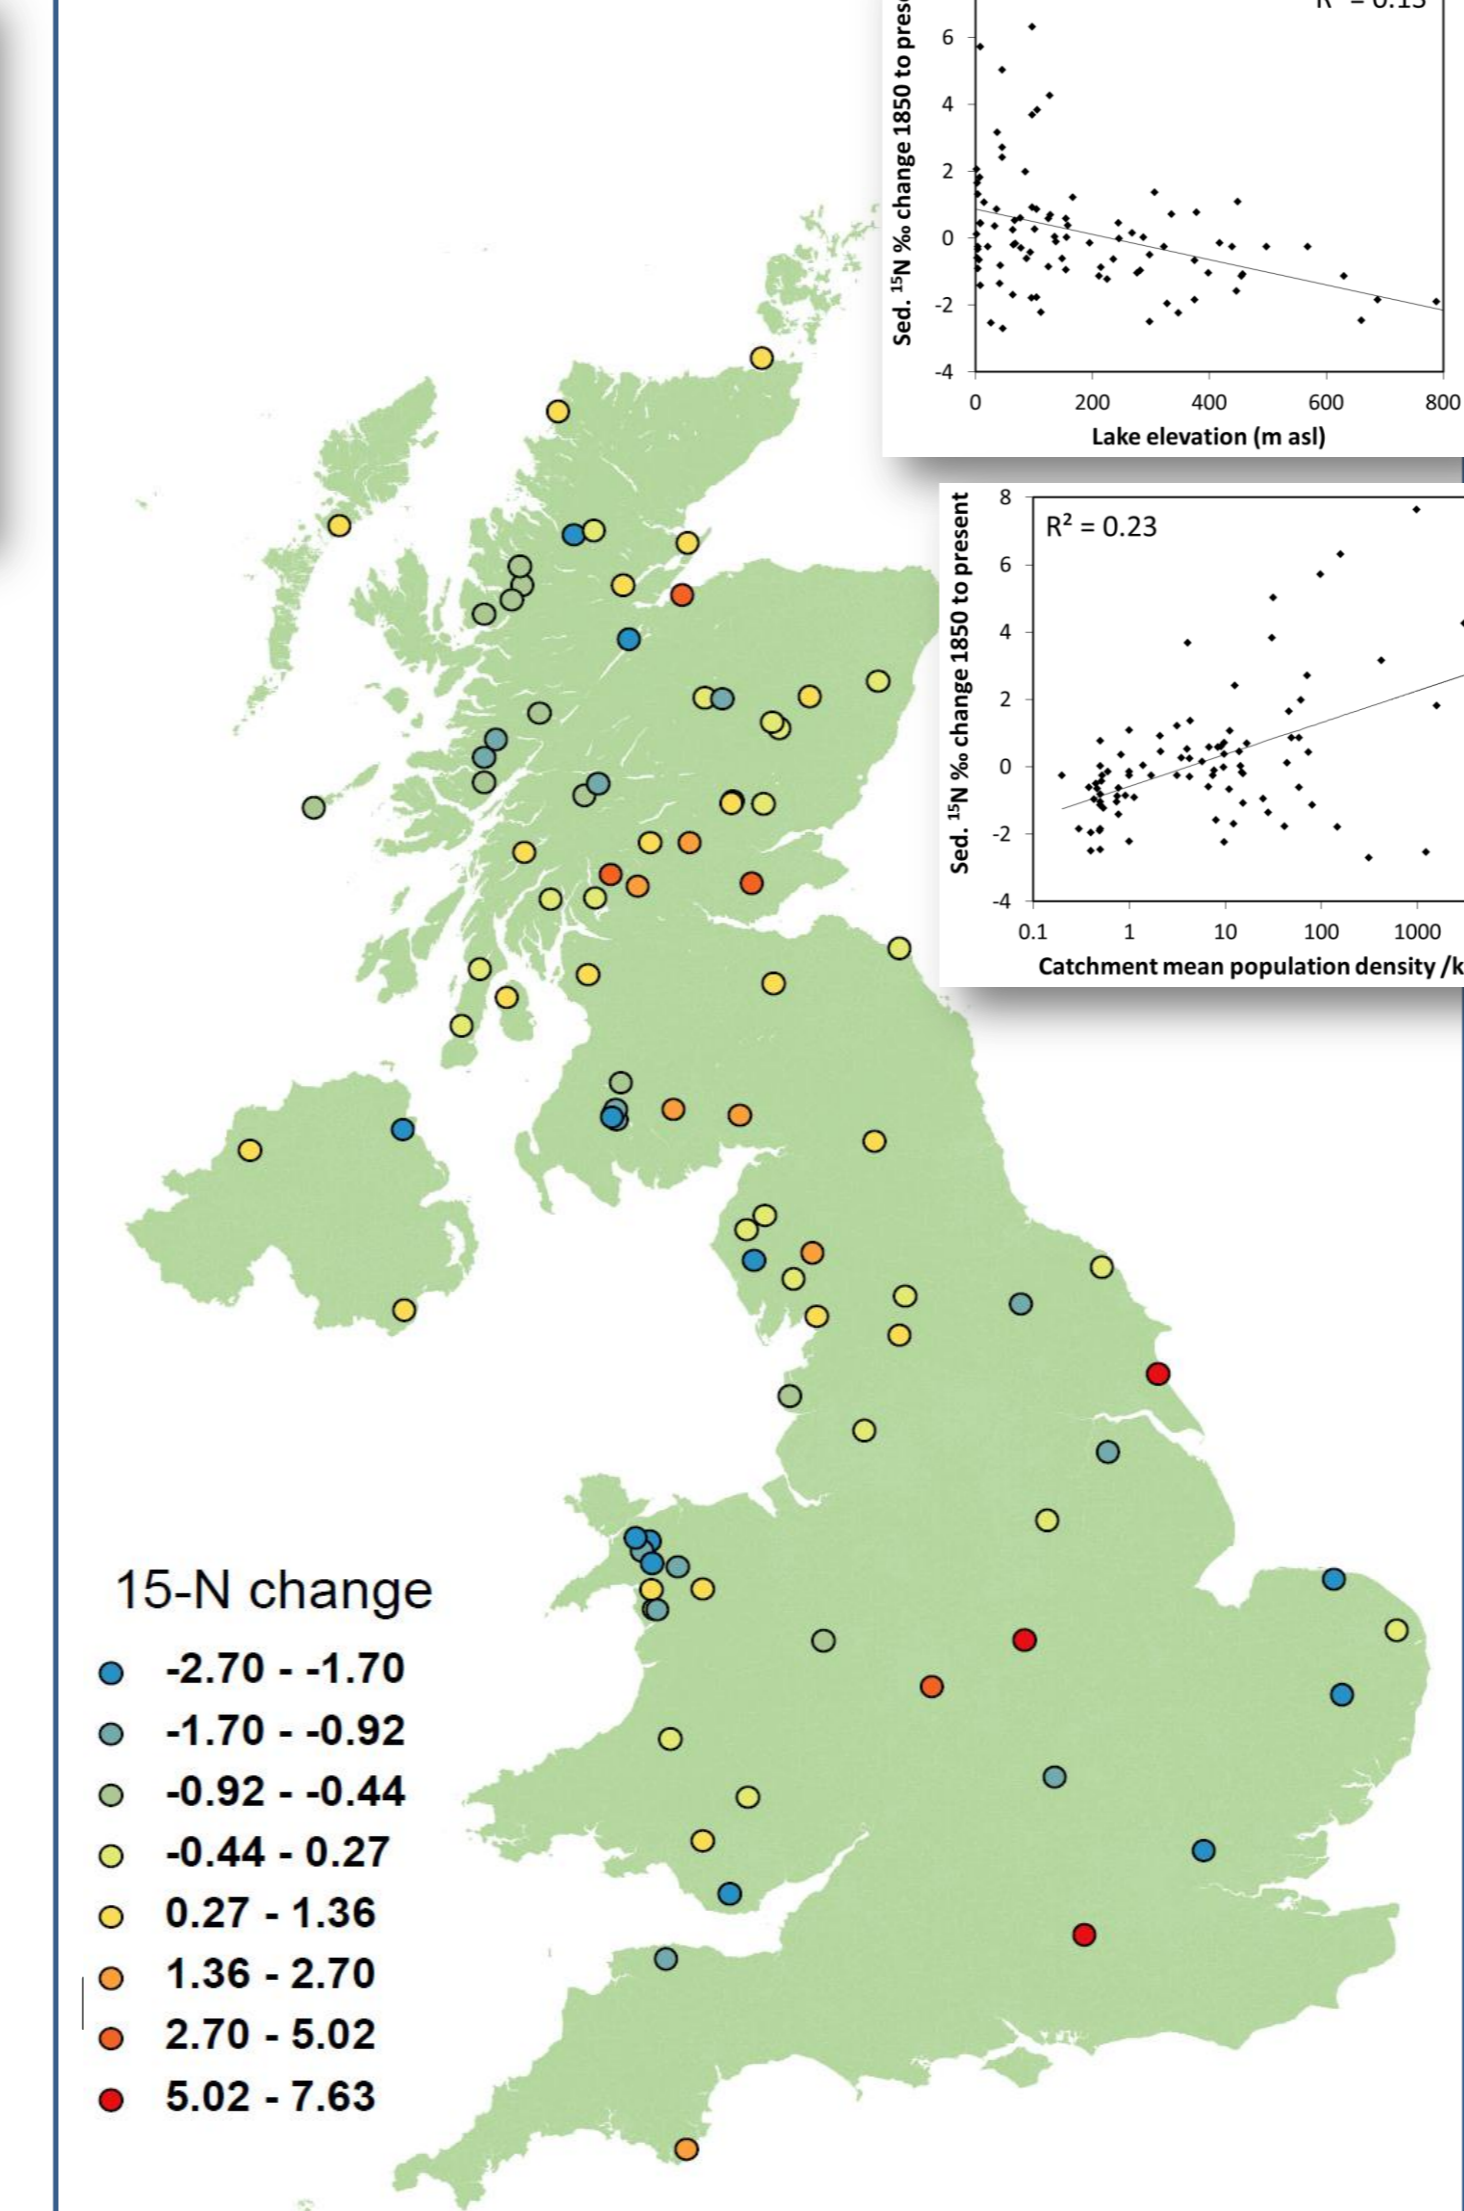 R² = 0.15
Sed. ¹⁵N ‰ change 1850 to prese
6
4
2
0
-2
-4
0 200 400 600 800
Lake elevation (m asl)
8
R² = 0.23
Sed. ¹⁵N ‰ change 1850 to present
6
4
2
0
-2
-4
0.1 1 10 100 1000
Catchment mean population density /k
15-N change
-2.70 - -1.70
-1.70 - -0.92
-0.92 - -0.44
-0.44 - 0.27
0.27 - 1.36
1.36 - 2.70
2.70 - 5.02
5.02 - 7.63